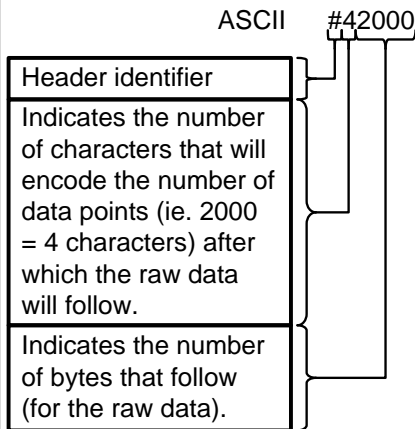 ASCII #42000
Header identifier
Indicates the number
of characters that will
encode the number of
data points (ie. 2000
= 4 characters) after
which the raw data
will follow.
Indicates the number
of bytes that follow
(for the raw data).